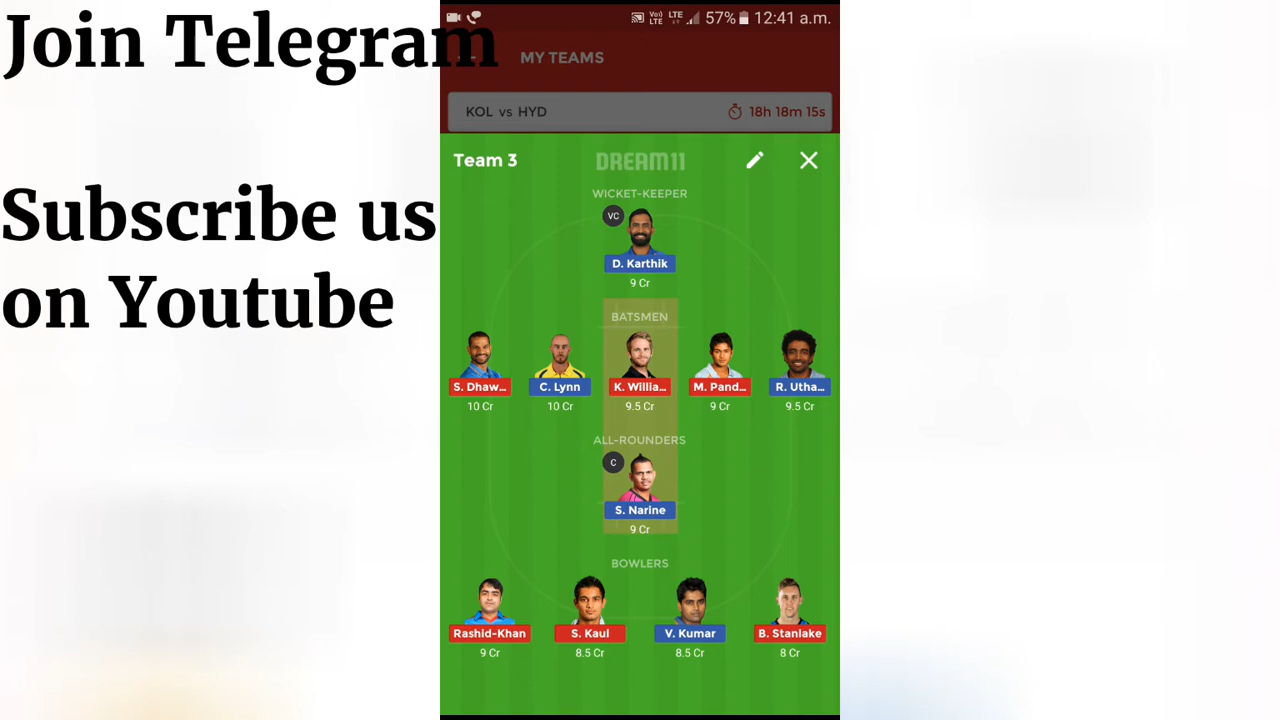 Join Telegram
Subscribe us
on Youtube
Vo) LTE LTE 57% 12:41 a.m.
MY TEAMS
KOL vs HYD 18h 18m 15s
Team 3 DREAM11
WICKET-KEEPER
VC
D. Karthik
9 Cr
BATSMEN
S. Dhaw... C. Lynn K. Willia... M. Pand... R. Utha...
10 Cr 10 Cr 9.5 Cr 9 Cr 9.5 Cr
ALL-ROUNDERS
C
S. Narine
9 Cr
BOWLERS
Rashid-Khan S. Kaul V. Kumar B. Stanlake
9 Cr 8.5 Cr 8.5 Cr 8 Cr